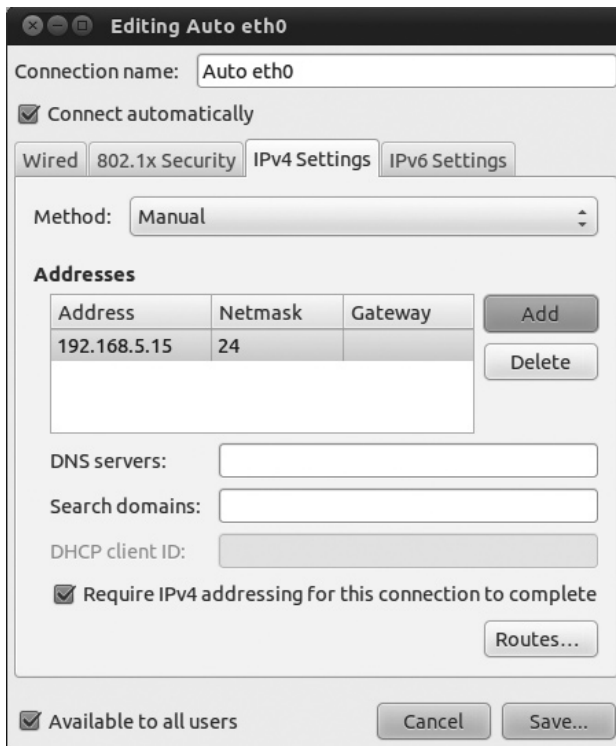 Editing Auto eth0
Connection name: Auto eth0
Connect automatically
Wired 802.1x Security IPv4 Settings IPv6 Settings
Method: Manual
Addresses
Address Netmask Gateway Add
192.168.5.15 24
Delete
DNS servers:
Search domains:
DHCP client ID:
Require IPv4 addressing for this connection to complete
Routes...
Available to all users Cancel Save...